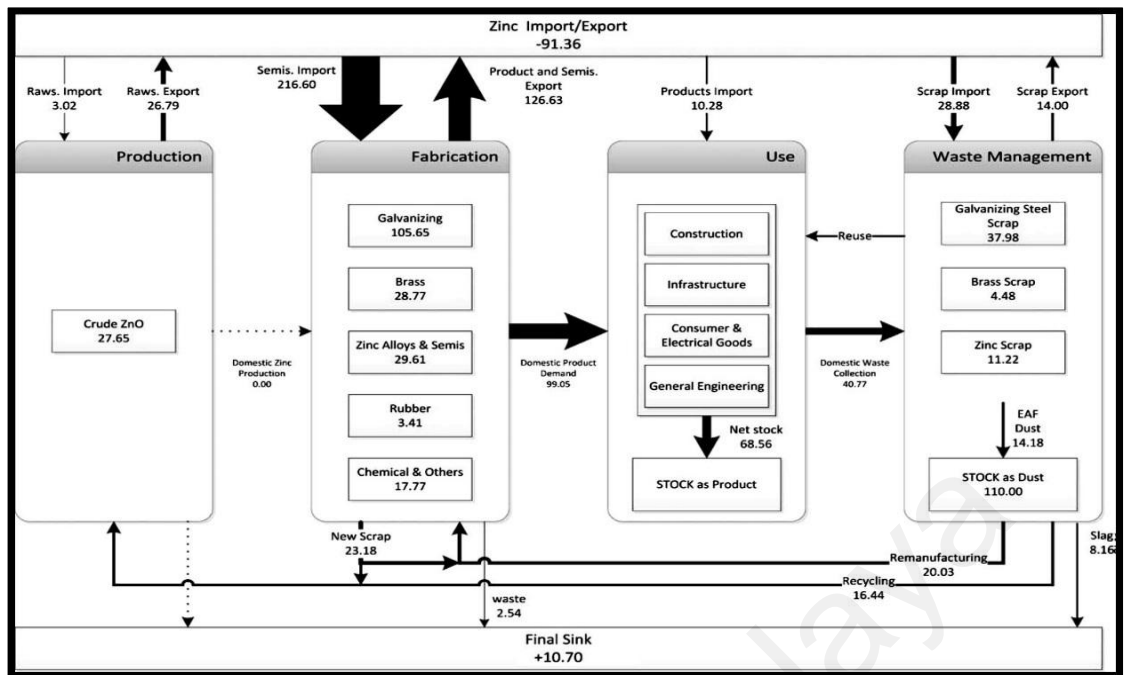 Zinc Import/Export
-91.36
Raws. Import
3.02
Raws. Export
26.79
Semis. Import
216.60
Product and Semis.
Export
126.63
Products Import
10.28
Scrap Import
28.88
Scrap Export
14.00
Production
Crude ZnO
27.65
Domestic Zinc
Production
0.00
Fabrication
Galvanizing
105.65
Brass
28.77
Zinc Alloys & Semis
29.61
Rubber
3.41
Chemical & Others
17.77
Domestic Product
Demand
99.05
Use
Construction
Infrastructure
Consumer &
Electrical Goods
General Engineering
Net stock
68.56
STOCK as Product
Reuse
Domestic Waste
Collection
40.77
Waste Management
Galvanizing Steel
Scrap
37.98
Brass Scrap
4.48
Zinc Scrap
11.22
EAF
Dust
14.18
STOCK as Dust
110.00
New Scrap
23.18
Remanufacturing
20.03
Recycling
16.44
Slag
8.16
waste
2.54
Final Sink
+10.70
laya